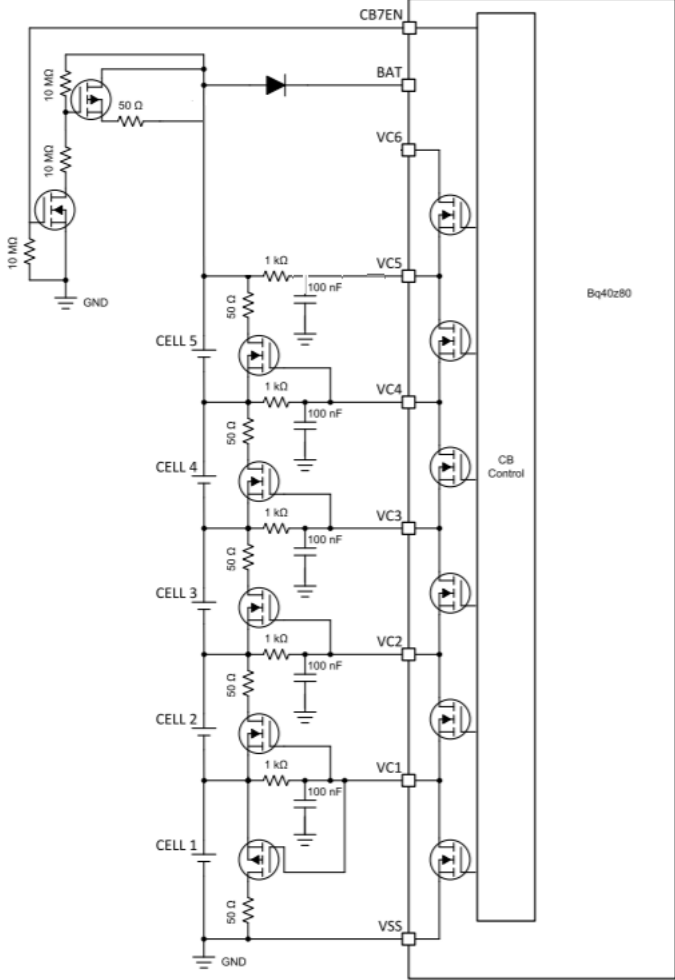 CB7EN
BAT
10 MΩ
50 Ω
10 MΩ
VC6
10 MΩ
GND
1 kΩ
VC5
100 nF
50 Ω
Bq40z80
CELL 5
1 kΩ
VC4
100 nF
50 Ω
CB
Control
CELL 4
1 kΩ
VC3
100 nF
50 Ω
CELL 3
1 kΩ
VC2
100 nF
50 Ω
CELL 2
1 kΩ
VC1
100 nF
CELL 1
50 Ω
VSS
GND